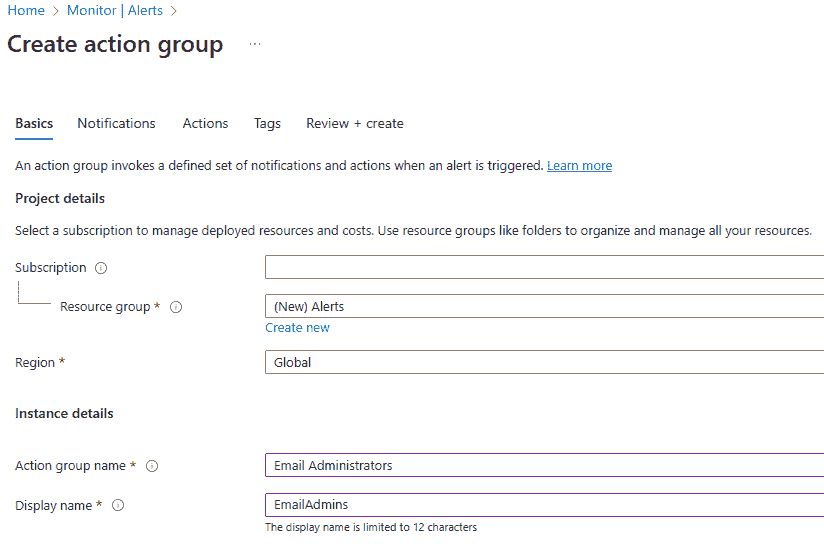 Home > Monitor | Alerts >
Create action group ...
Basics Notifications Actions Tags Review + create
An action group invokes a defined set of notifications and actions when an alert is triggered. Learn more
Project details
Select a subscription to manage deployed resources and costs. Use resource groups like folders to organize and manage all your resources.
Subscription
Resource group * (New) Alerts
Create new
Region * Global
Instance details
Action group name * Email Administrators
Display name * EmailAdmins
The display name is limited to 12 characters